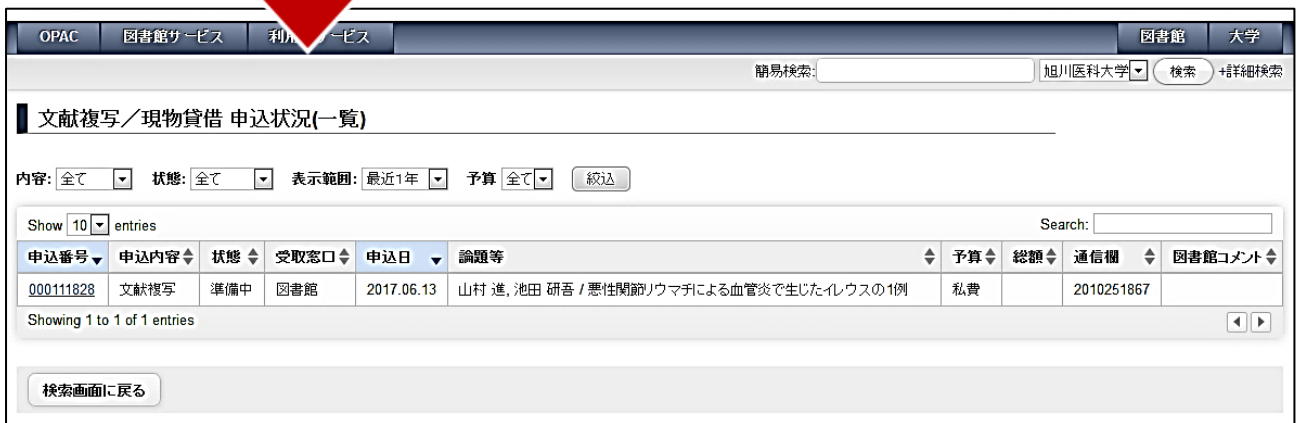 OPAC 図書館サービス 図書館 大学
簡易検索: 旭川医科大学 検索 +詳細検索
文献複写/現物貸借 申込状況(一覧)
内容: 全て 状態: 全て 表示範囲: 最近1年 予算 全て 絞込
Show 10 entries Search:
申込番号 申込内容 状態 受取窓口 申込日 論題等 予算 総額 通信欄 図書館コメント
000111828 文献複写 準備中 図書館 2017.06.13 山村 進, 池田 研吾 / 悪性関節リウマチによる血管炎で生じたイレウスの1例 私費 2010251867
Showing 1 to 1 of 1 entries
検索画面に戻る